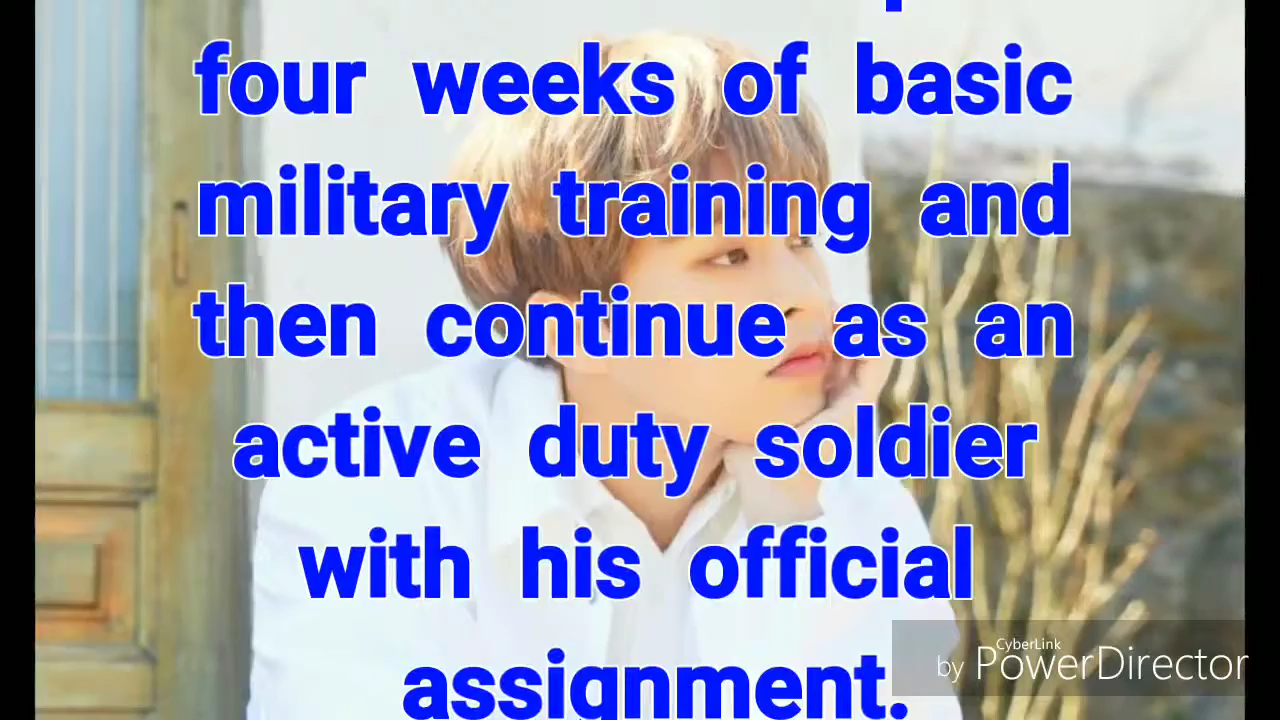 four weeks of basic
military training and
then continue as an
active duty soldier
with his official
assignment.
CyberLink
by PowerDirector